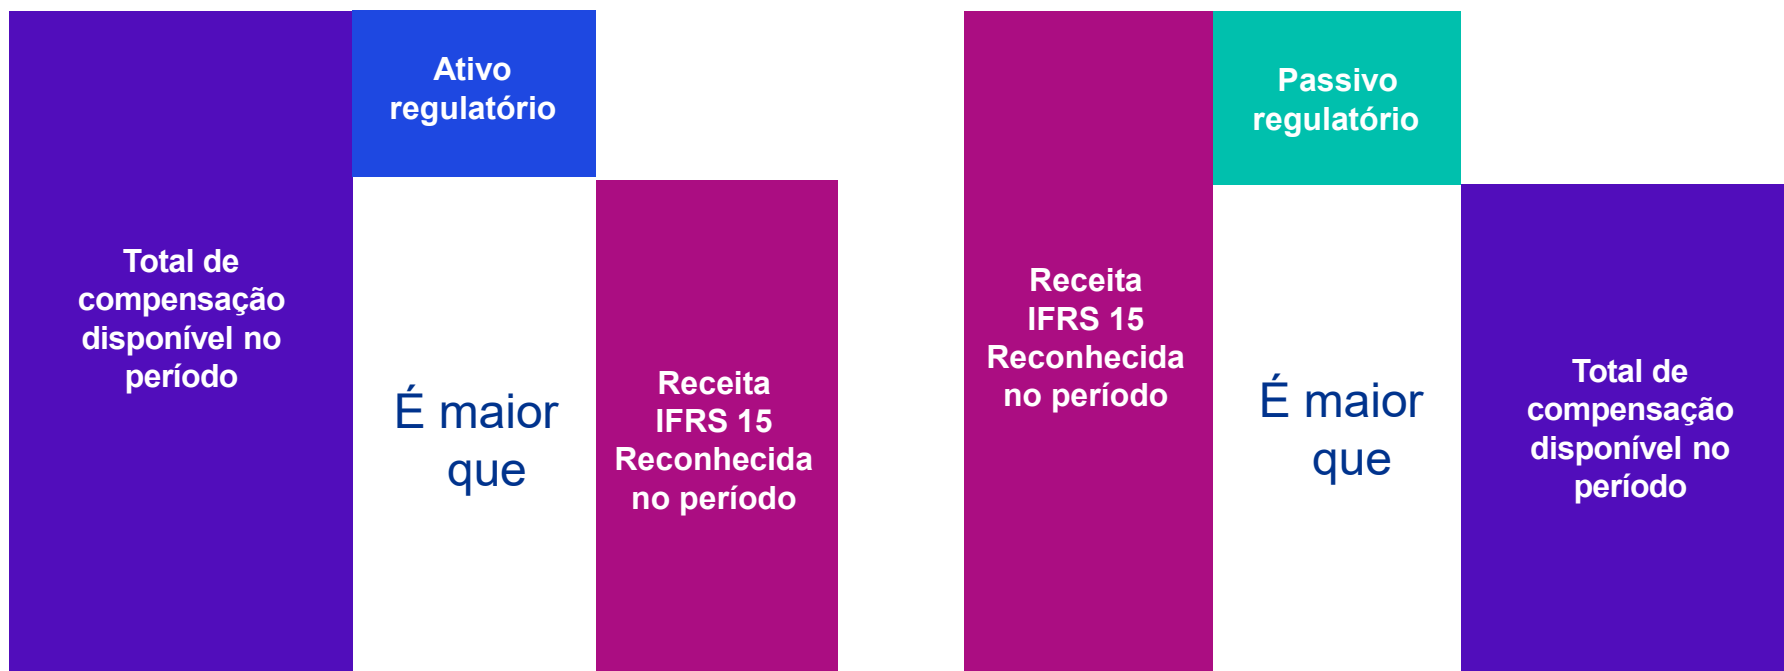 Total de
compensação
disponível no
período
Ativo
regulatório
É maior
que
Receita
IFRS 15
Reconhecida
no período
Receita
IFRS 15
Reconhecida
no período
Passivo
regulatório
É maior
que
Total de
compensação
disponível no
período